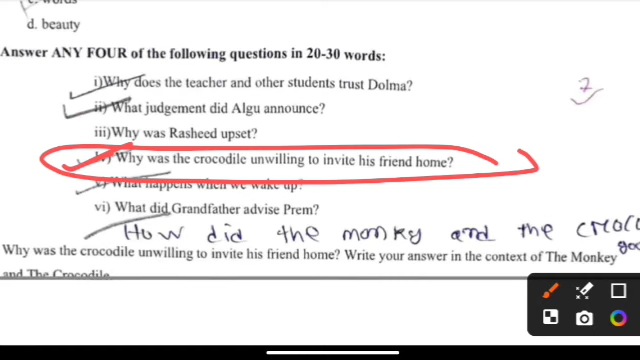 d. beauty
Answer ANY FOUR of the following questions in 20-30 words:
i)Why does the teacher and other students trust Dolma?
7
ii) What judgement did Algu announce?
iii)Why was Rasheed upset?
iv) Why was the crocodile unwilling to invite his friend home?
v) What happens when we wake up?
vi) What did Grandfather advise Prem?
How did the monkey and the croco
Why was the crocodile unwilling to invite his friend home? Write your answer in the context of The Monkey
and The Crocodile